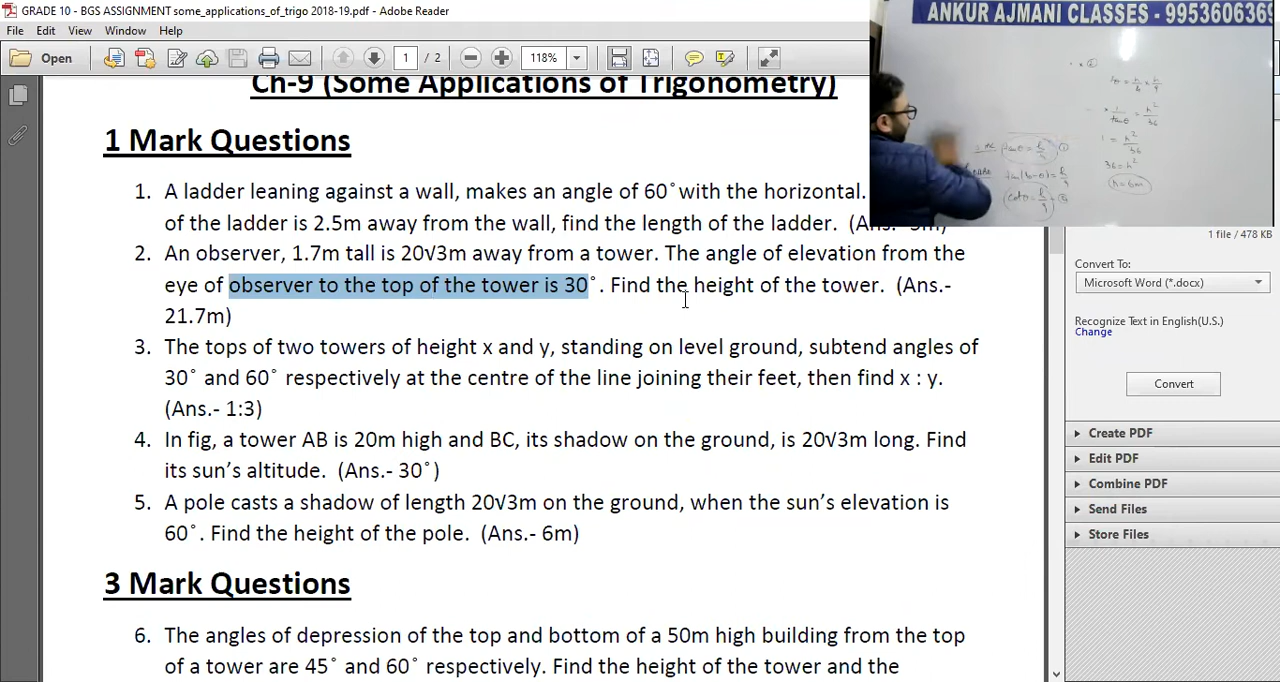 GRADE 10 - BGS ASSIGNMENT some_applications_of_trigo 2018-19.pdf - Adobe Reader
File Edit View Window Help
Open 1 / 2 118%
ANKUR AJMANI CLASSES - 9953606369
Ch-9 (Some Applications of Trigonometry)
1 Mark Questions
1. A ladder leaning against a wall, makes an angle of 60˚with the horizontal.
of the ladder is 2.5m away from the wall, find the length of the ladder. (Ans.- 5m)
2. An observer, 1.7m tall is 20√3m away from a tower. The angle of elevation from the
eye of observer to the top of the tower is 30˚. Find the height of the tower. (Ans.-
21.7m)
3. The tops of two towers of height x and y, standing on level ground, subtend angles of
30˚ and 60˚ respectively at the centre of the line joining their feet, then find x : y.
(Ans.- 1:3)
4. In fig, a tower AB is 20m high and BC, its shadow on the ground, is 20√3m long. Find
its sun's altitude. (Ans.- 30˚)
5. A pole casts a shadow of length 20√3m on the ground, when the sun's elevation is
60˚. Find the height of the pole. (Ans.- 6m)
3 Mark Questions
6. The angles of depression of the top and bottom of a 50m high building from the top
of a tower are 45˚ and 60˚ respectively. Find the height of the tower and the
36=h²
h=6m
1 file / 478 KB
Convert To:
Microsoft Word (*.docx)
Recognize Text in English(U.S.)
Change
Convert
Create PDF
Edit PDF
Combine PDF
Send Files
Store Files